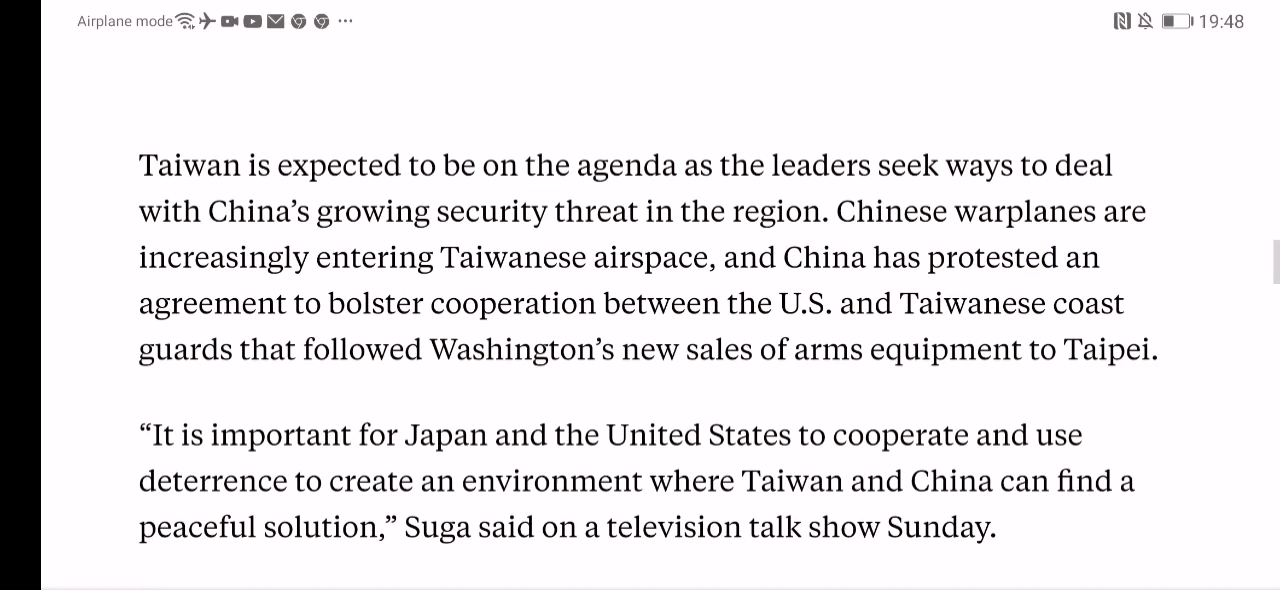 Airplane mode 19:48
Taiwan is expected to be on the agenda as the leaders seek ways to deal
with China’s growing security threat in the region. Chinese warplanes are
increasingly entering Taiwanese airspace, and China has protested an
agreement to bolster cooperation between the U.S. and Taiwanese coast
guards that followed Washington’s new sales of arms equipment to Taipei.
“It is important for Japan and the United States to cooperate and use
deterrence to create an environment where Taiwan and China can find a
peaceful solution,” Suga said on a television talk show Sunday.